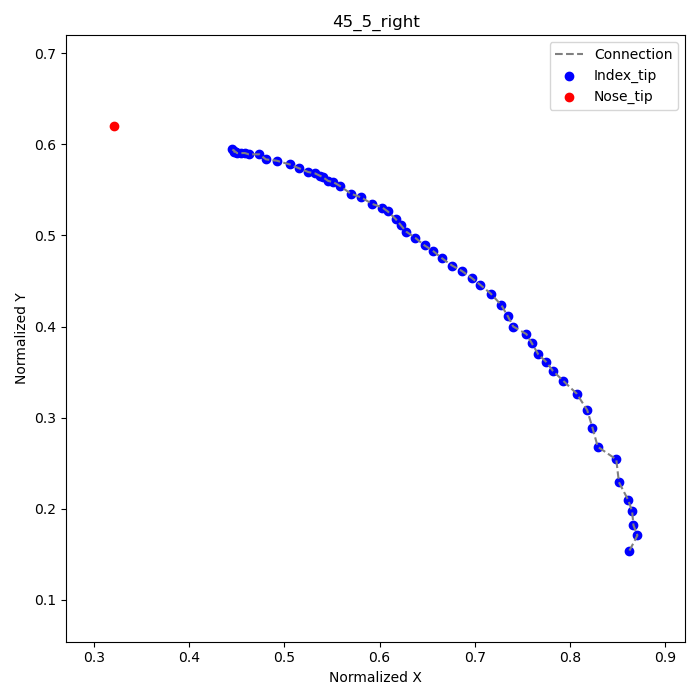 45_5_right
Connection
Index_tip
Nose_tip
0.7
0.6
0.5
0.4
0.3
0.2
0.1
Normalized Y
0.3 0.4 0.5 0.6 0.7 0.8 0.9
Normalized X